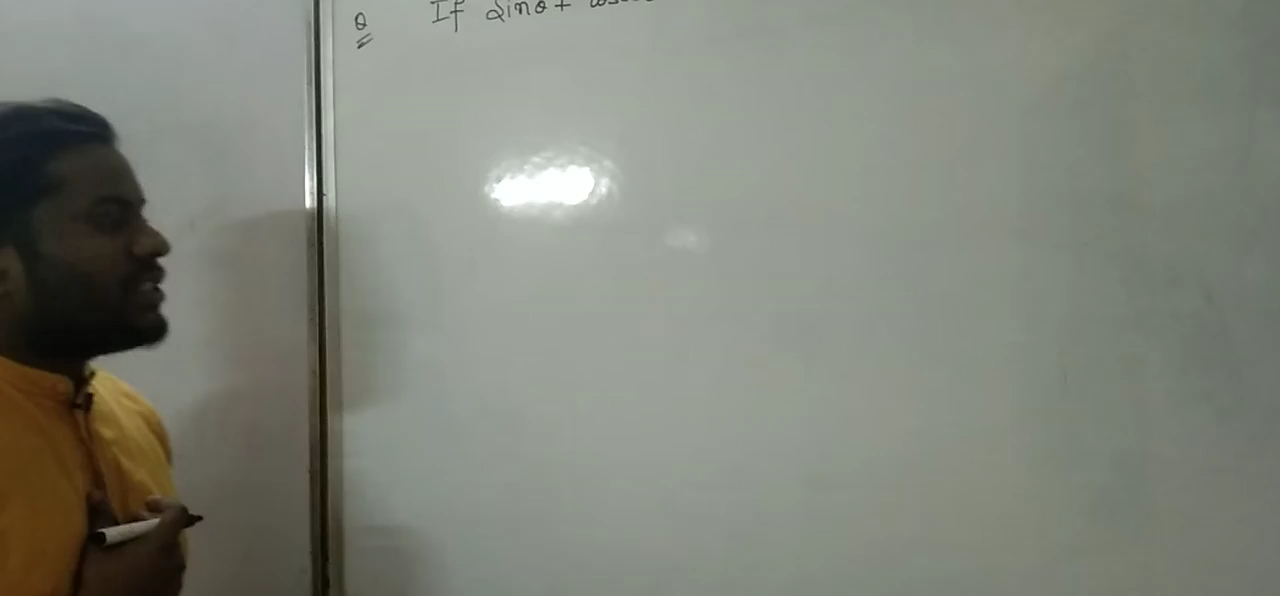 Q If sinθ +